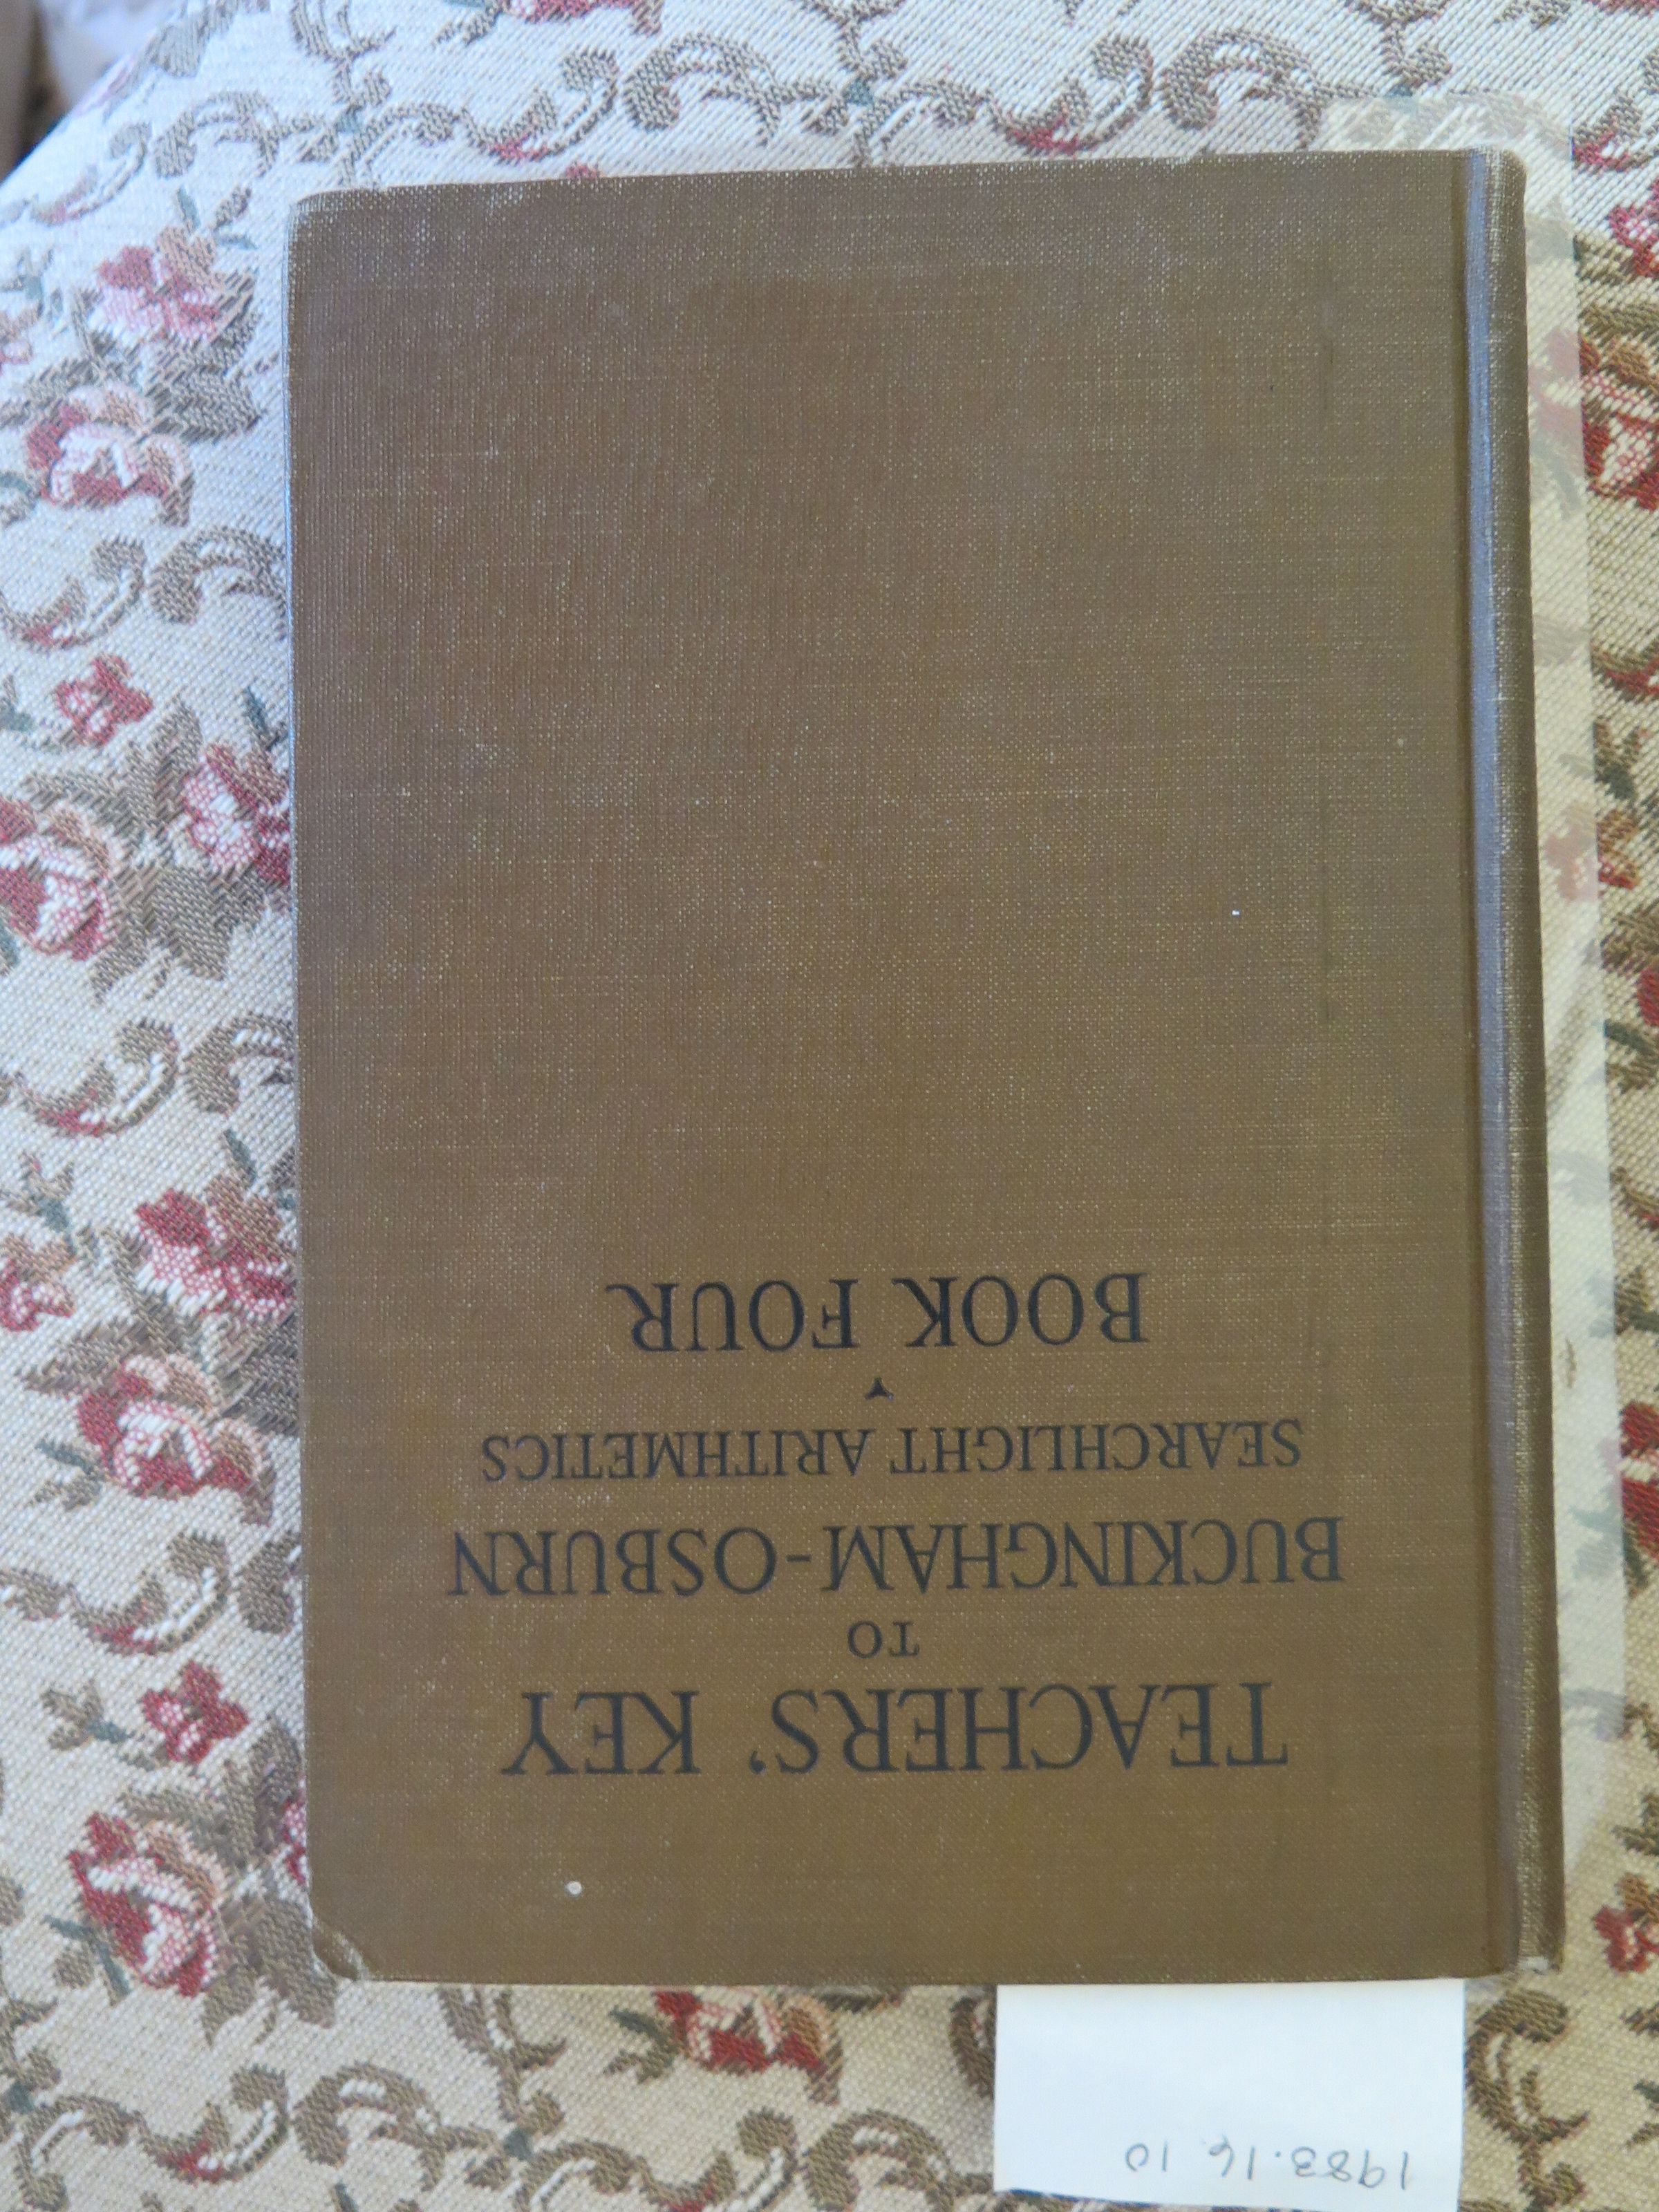 TEACHERS' KEY
TO
BUCKINGHAM-OSBURN
SEARCHLIGHT ARITHMETICS
BOOK FOUR
1983.16 10